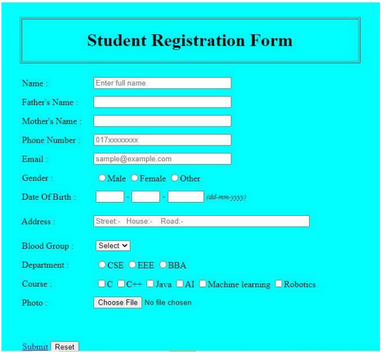 Student Registration Form
Name : Enter full name
Father's Name :
Mother's Name :
Phone Number : 017xxxxxxxx
Email : sample@example.com
Gender : Male Female Other
Date Of Birth : - - (dd-mm-yyyy)
Address : Street:- House:- Road:-
Blood Group : Select
Department : CSE EEE BBA
Course : C C++ Java AI Machine learning Robotics
Photo : Choose File No file chosen
Submit Reset